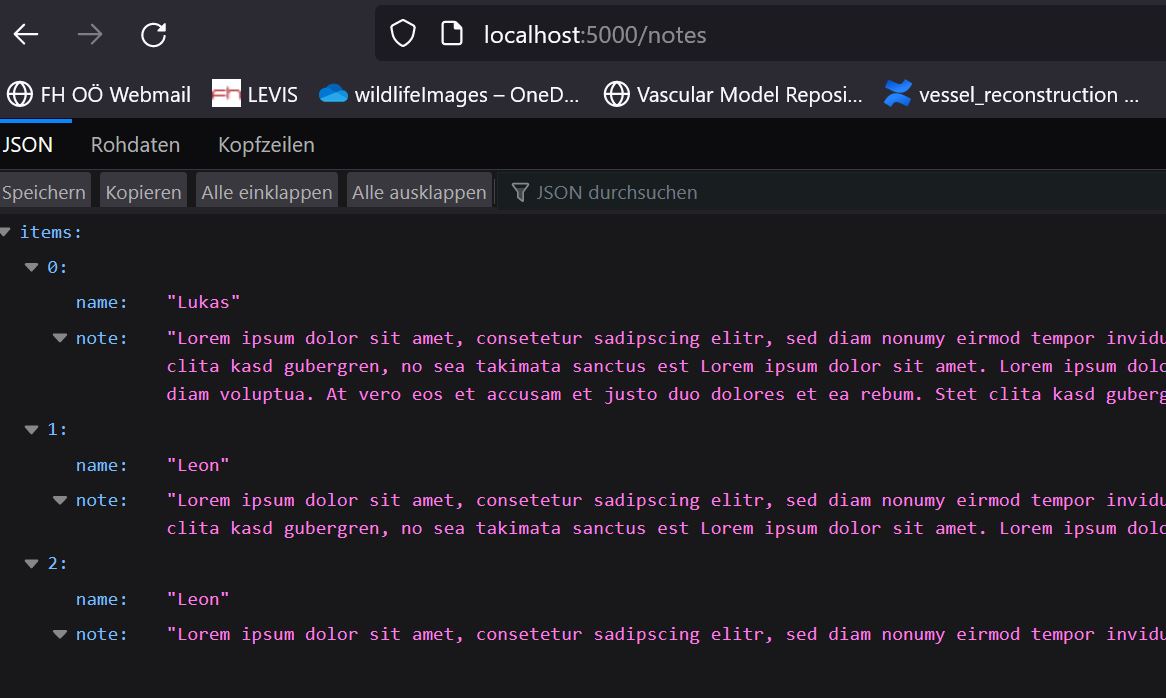 localhost:5000/notes
FH OÖ Webmail LEVIS wildlifeImages – OneD... Vascular Model Reposi... vessel_reconstruction ...
JSON Rohdaten Kopfzeilen
Speichern Kopieren Alle einklappen Alle ausklappen JSON durchsuchen
items:
0:
name: "Lukas"
note: "Lorem ipsum dolor sit amet, consetetur sadipscing elitr, sed diam nonumy eirmod tempor invidu
clita kasd gubergren, no sea takimata sanctus est Lorem ipsum dolor sit amet. Lorem ipsum dolo
diam voluptua. At vero eos et accusam et justo duo dolores et ea rebum. Stet clita kasd guberg
1:
name: "Leon"
note: "Lorem ipsum dolor sit amet, consetetur sadipscing elitr, sed diam nonumy eirmod tempor invidu
clita kasd gubergren, no sea takimata sanctus est Lorem ipsum dolor sit amet. Lorem ipsum dolo
2:
name: "Leon"
note: "Lorem ipsum dolor sit amet, consetetur sadipscing elitr, sed diam nonumy eirmod tempor invidu